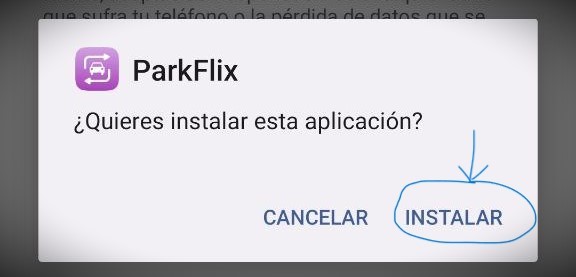 que sufra tu teléfono o la pérdida de datos que se
ParkFlix
¿Quieres instalar esta aplicación?
CANCELAR
INSTALAR